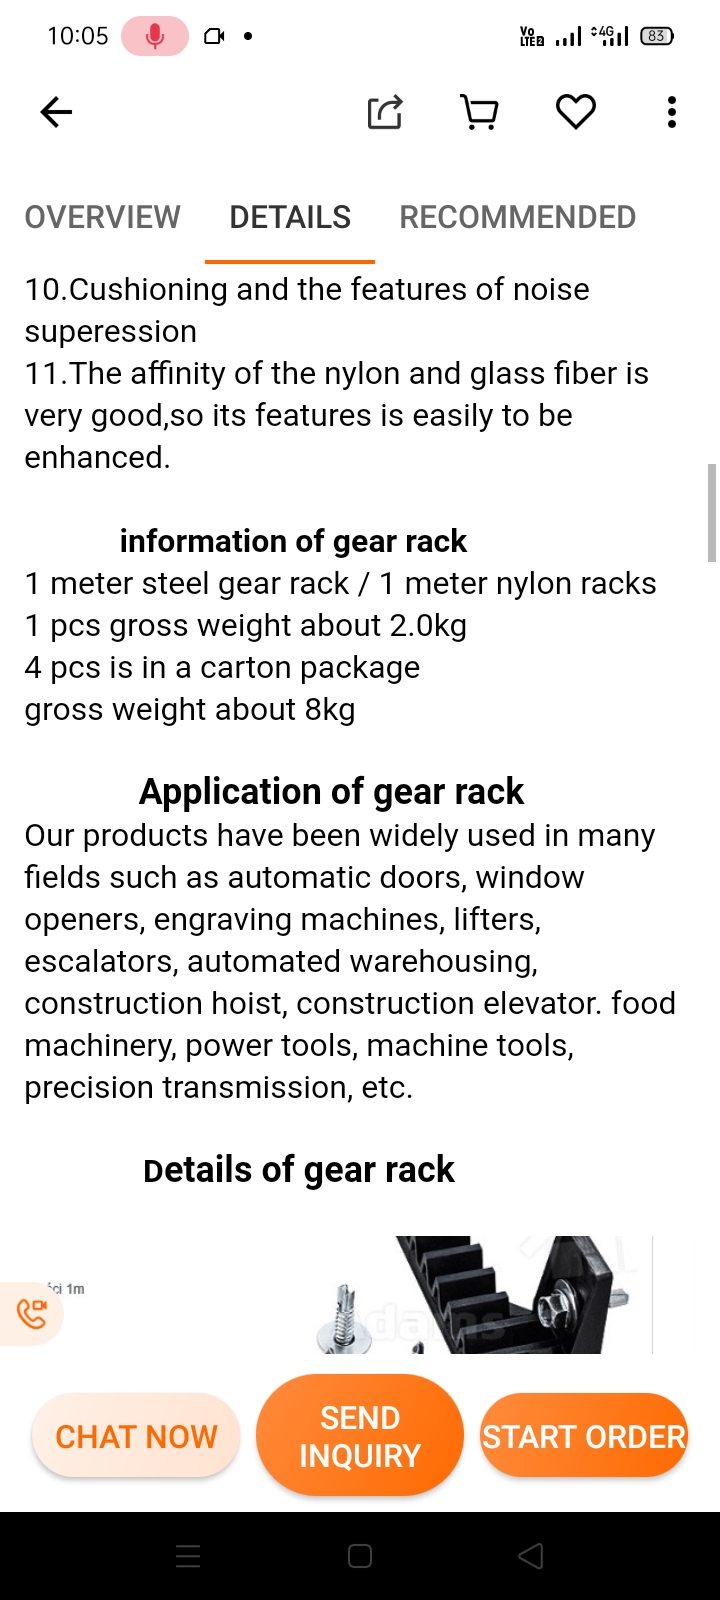 10:05
Vo LTE2 4G 83
OVERVIEW DETAILS RECOMMENDED
10.Cushioning and the features of noise
superession
11.The affinity of the nylon and glass fiber is
very good,so its features is easily to be
enhanced.
information of gear rack
1 meter steel gear rack / 1 meter nylon racks
1 pcs gross weight about 2.0kg
4 pcs is in a carton package
gross weight about 8kg
Application of gear rack
Our products have been widely used in many
fields such as automatic doors, window
openers, engraving machines, lifters,
escalators, automated warehousing,
construction hoist, construction elevator. food
machinery, power tools, machine tools,
precision transmission, etc.
Details of gear rack
1m
CHAT NOW
SEND
INQUIRY
START ORDER